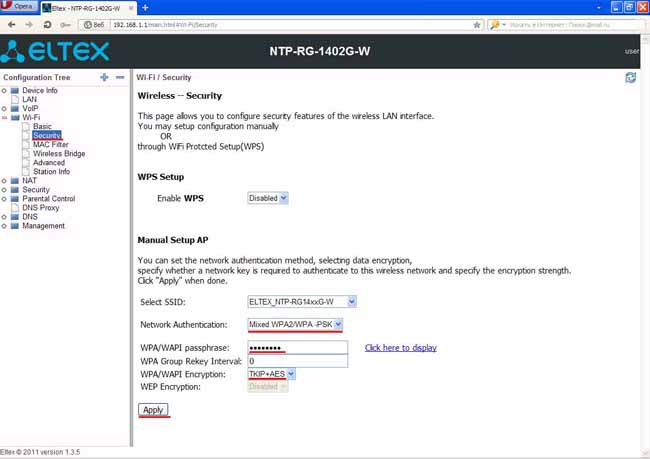 Opera
Eltex - NTP-RG-1402G-W
Веб
192.168.1.1/main.html#Wi-Fi/Security
Искать в Интернет: Поиск@mail.ru
ELTEX
NTP-RG-1402G-W
user
Configuration Tree
Device Info
LAN
VoIP
Wi-Fi
Basic
Security
MAC Filter
Wireless Bridge
Advanced
Station Info
NAT
Security
Parental Control
DNS Proxy
DNS
Management
Wi-Fi / Security
Wireless -- Security
This page allows you to configure security features of the wireless LAN interface.
You may setup configuration manually
OR
through WiFi Protcted Setup(WPS)
WPS Setup
Enable WPS Disabled
Manual Setup AP
You can set the network authentication method, selecting data encryption,
specify whether a network key is required to authenticate to this wireless network and specify the encryption strength.
Click "Apply" when done.
Select SSID: ELTEX_NTP-RG14xxG-W
Network Authentication: Mixed WPA2/WPA -PSK
WPA/WAPI passphrase: •••••••• Click here to display
WPA Group Rekey Interval: 0
WPA/WAPI Encryption: TKIP+AES
WEP Encryption: Disabled
Apply
Eltex © 2011 version 1.3.5